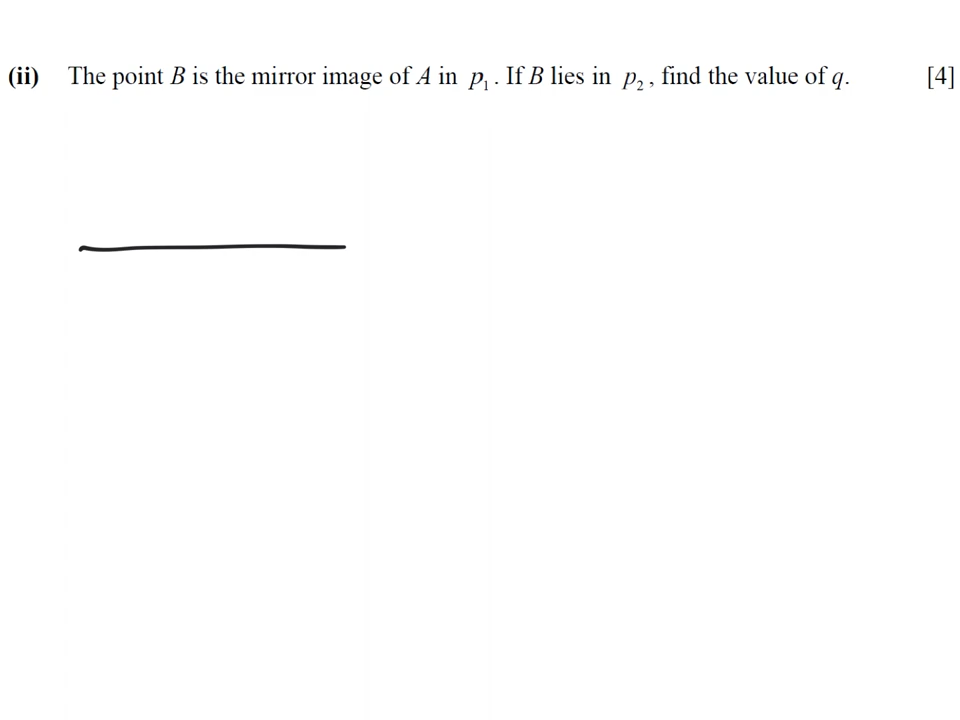 (ii) The point B is the mirror image of A in p₁. If B lies in p₂, find the value of q. [4]